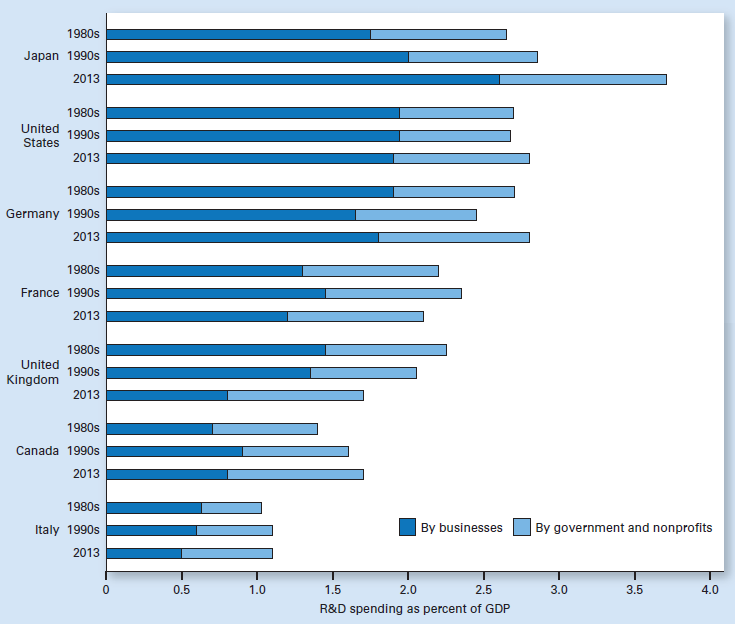 1980s
Japan 1990s
2013
1980s
United
States
1990s
2013
1980s
Germany 1990s
2013
1980s
France 1990s
2013
1980s
United
Kingdom
1990s
2013
1980s
Canada 1990s
2013
1980s
Italy 1990s
2013
By businesses By government and nonprofits
0 0.5 1.0 1.5 2.0 2.5 3.0 3.5 4.0
R&D spending as percent of GDP